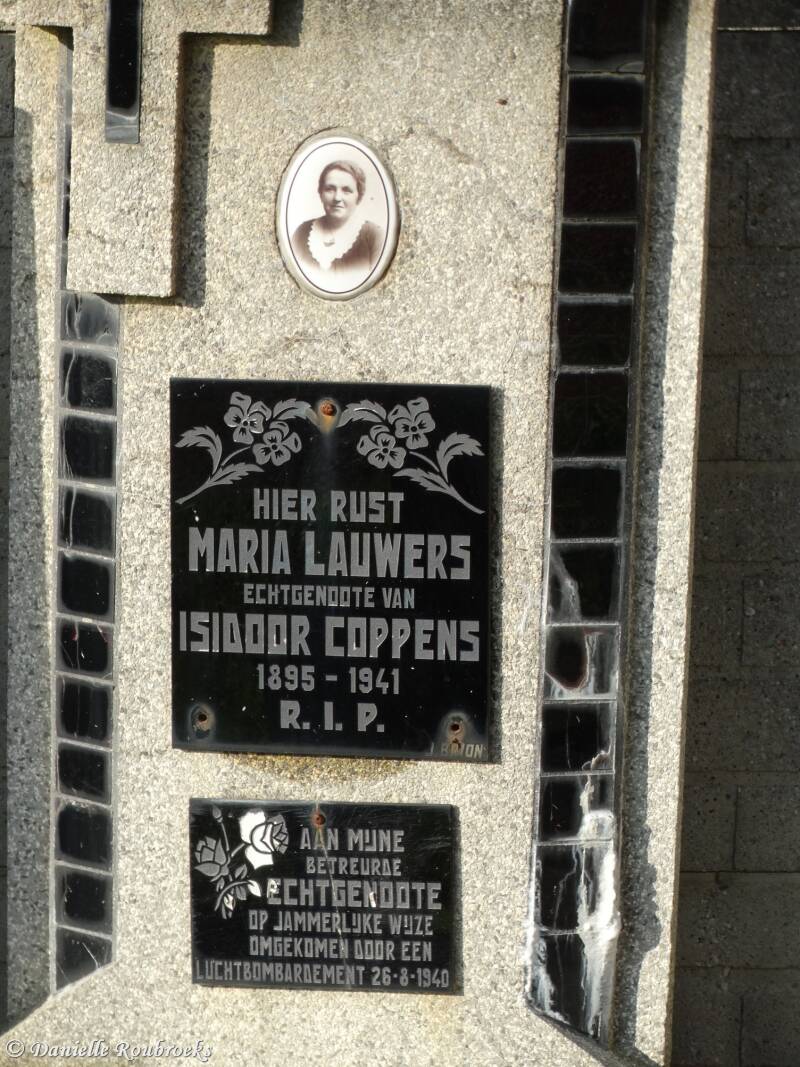 HIER RUST
MARIA LAUWERS
ECHTGENOOTE VAN
ISIDOOR COPPENS
1895 - 1941
R. I. P.
AAN MIJNE
BETREURDE
ECHTGENOOTE
OP JAMMERLIJKE WIJZE
OMGEKOMEN DOOR EEN
LUCHTBOMBARDEMENT 26-8-1940
© Danielle Roubroeks